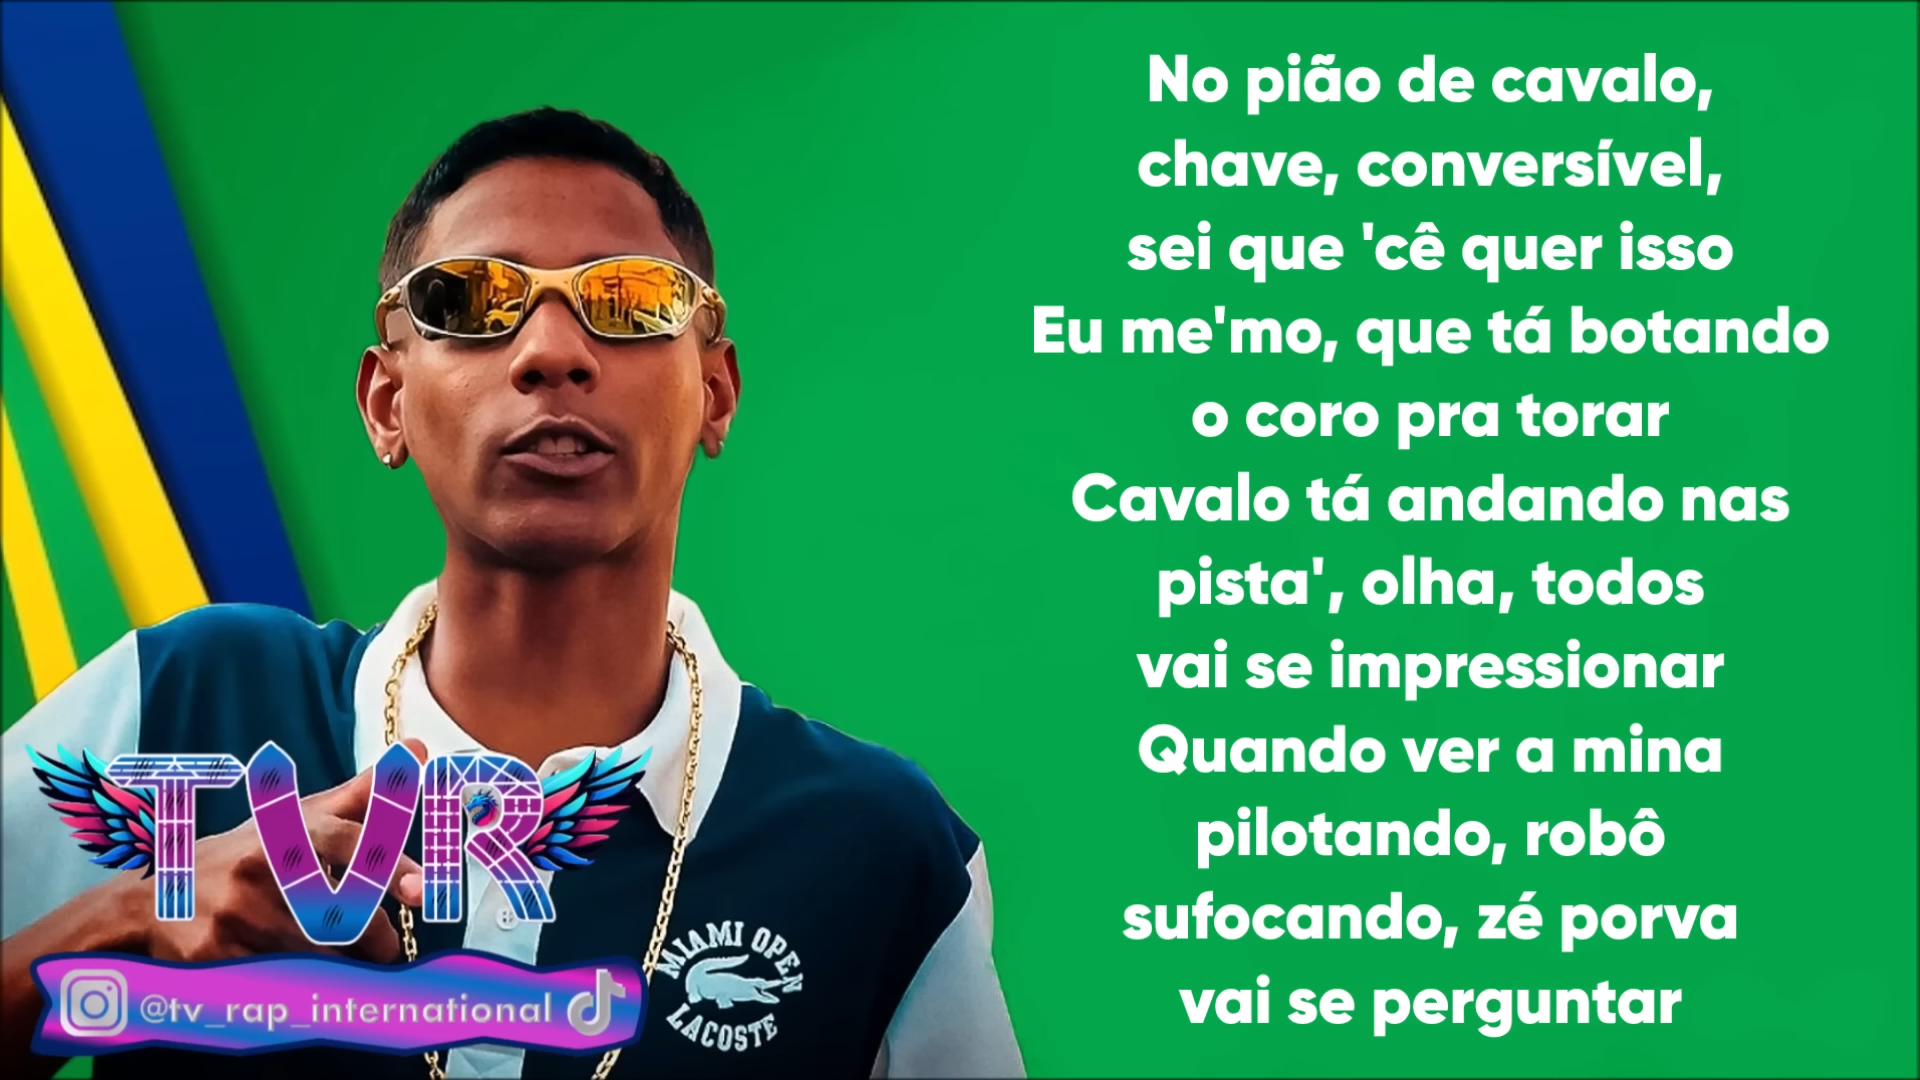 No pião de cavalo,
chave, conversível,
sei que 'cê quer isso
Eu me'mo, que tá botando
o coro pra torar
Cavalo tá andando nas
pista', olha, todos
vai se impressionar
Quando ver a mina
pilotando, robô
sufocando, zé porva
vai se perguntar
TVR
@tv_rap_international
MIAMI OPEN
LACOSTE